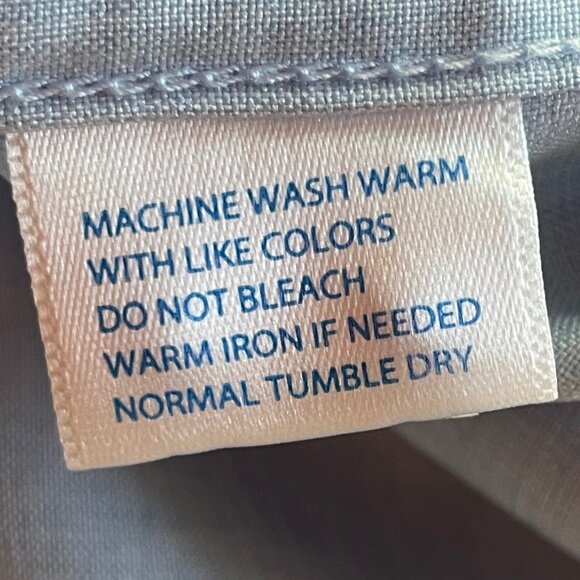 MACHINE WASH WARM
WITH LIKE COLORS
DO NOT BLEACH
WARM IRON IF NEEDED
NORMAL TUMBLE DRY